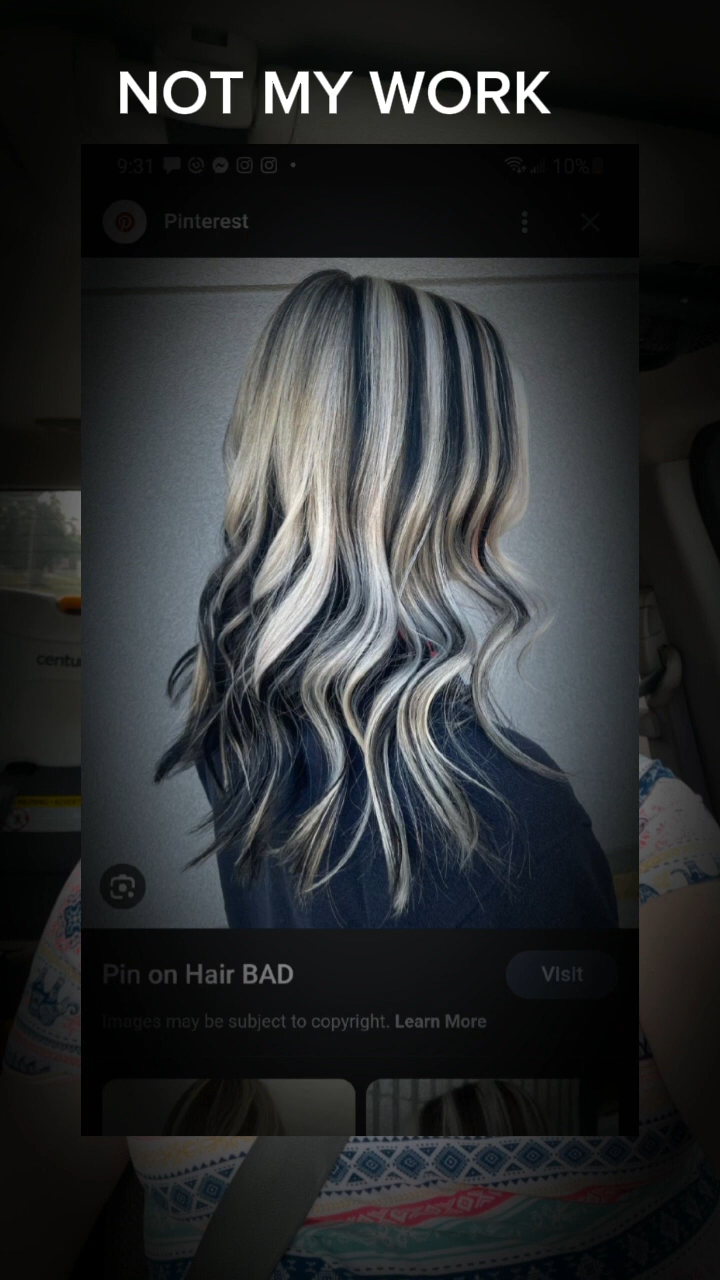 NOT MY WORK
9:31
10%
Pinterest
centu
Pin on Hair BAD
Visit
Images may be subject to copyright. Learn More